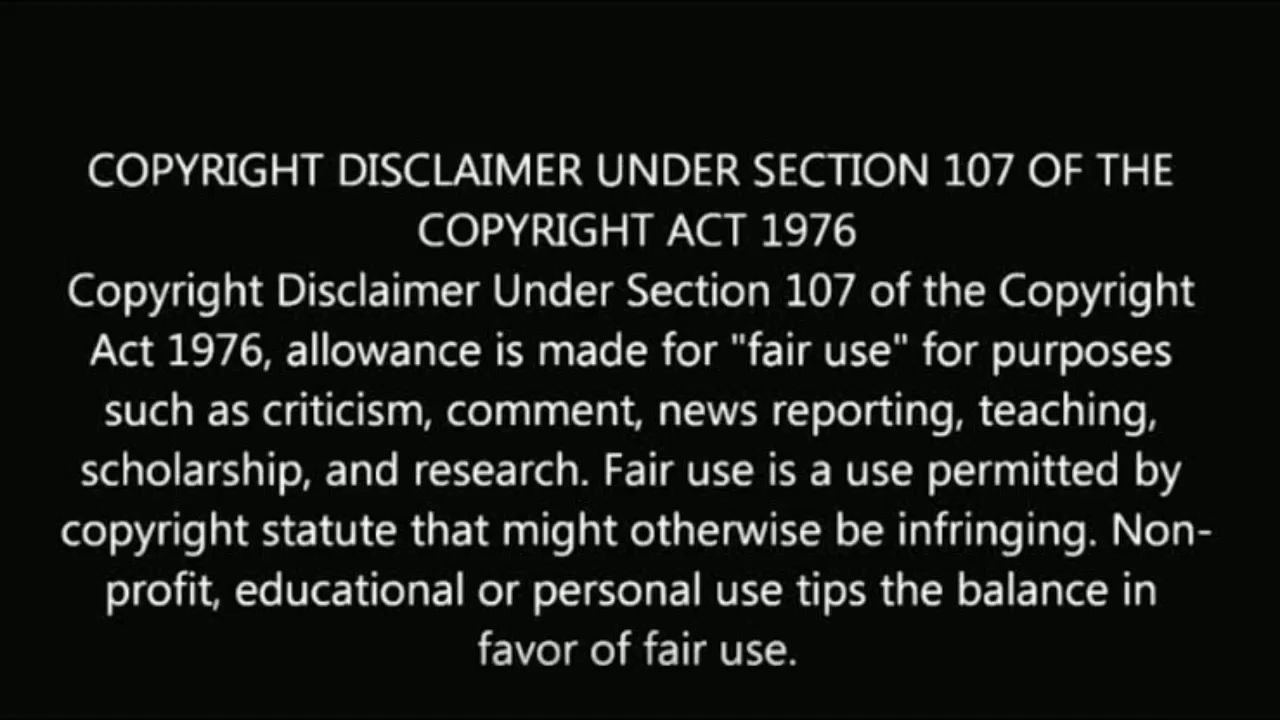 COPYRIGHT DISCLAIMER UNDER SECTION 107 OF THE
COPYRIGHT ACT 1976
Copyright Disclaimer Under Section 107 of the Copyright
Act 1976, allowance is made for "fair use" for purposes
such as criticism, comment, news reporting, teaching,
scholarship, and research. Fair use is a use permitted by
copyright statute that might otherwise be infringing. Non-
profit, educational or personal use tips the balance in
favor of fair use.